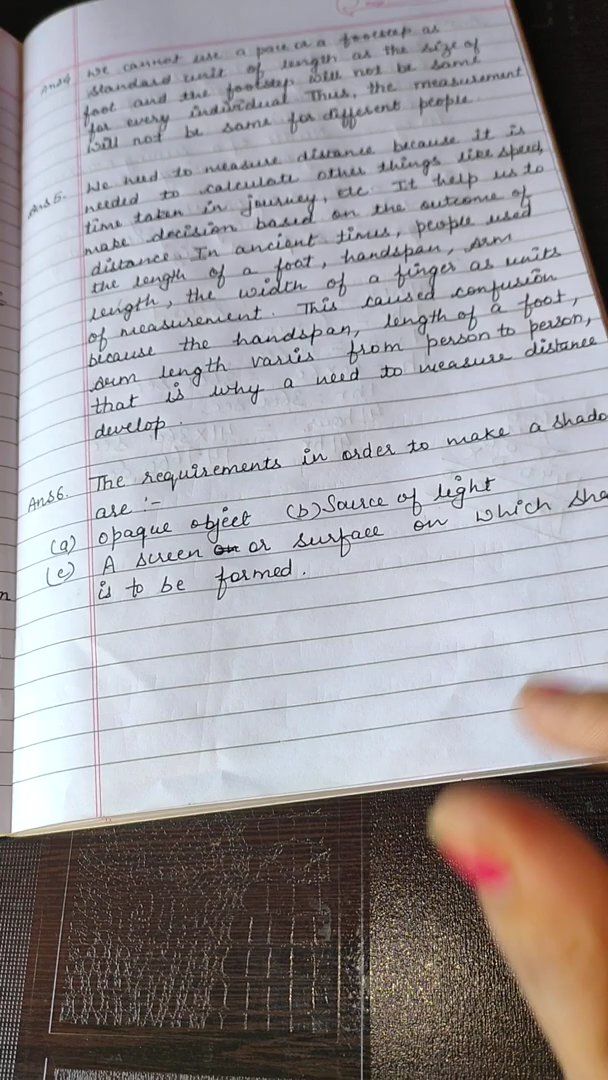 Ans4 We cannot use a pace or a footstep as
standard unit of length as the size of
foot and the footstep will not be same
for every individual Thus, the measurement
will not be same for different people.
Ans5. We need to measure distance because it is
needed to calculate other things like speed,
time taken in journey, etc. It help us to
make decision based on the outcome of
distance. In ancient times, people used
the length of a foot, handspan, arm
length, the width of a finger as units
of measurement. This caused confusion
because the handspan, length of a foot,
arm length varies from person to person,
that is why a need to measure distance
develop.
Ans6. The requirements in order to make a shado
are :-
(a) opaque object (b) Source of light
(c) A screen or surface on which sha
is to be formed.
n